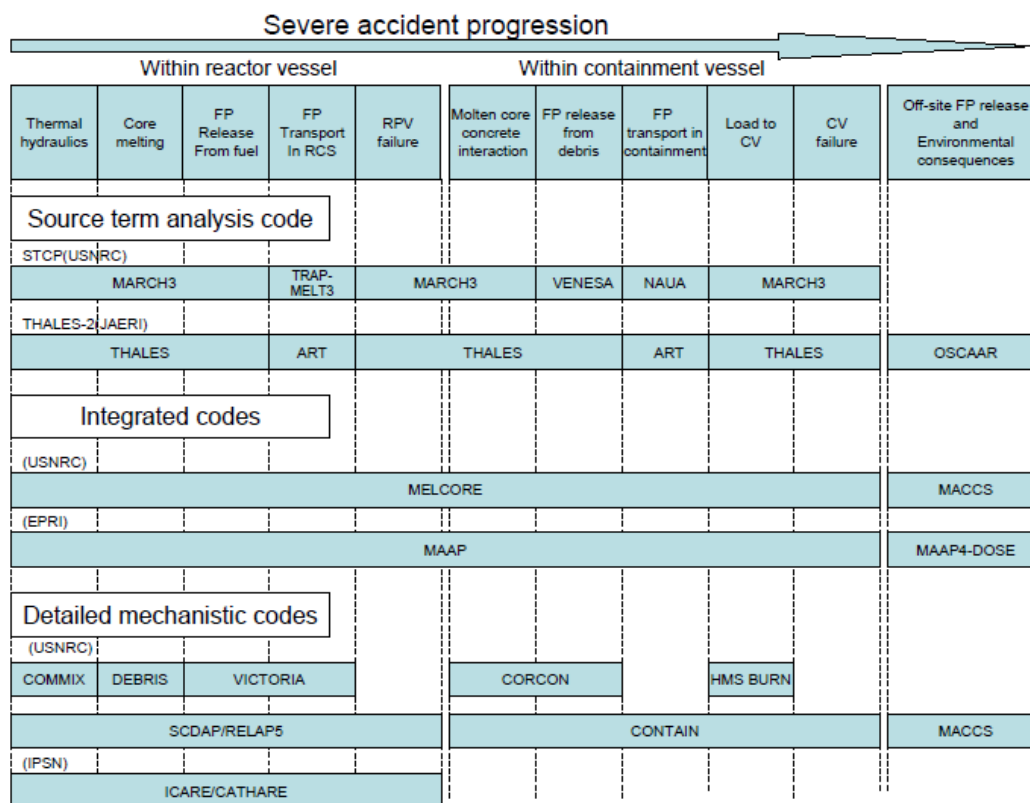 Severe accident progression
Within reactor vessel
Within containment vessel
Thermal
hydraulics
Core
melting
FP
Release
From fuel
FP
Transport
In RCS
RPV
failure
Molten core
concrete
interaction
FP release
from
debris
FP
transport in
containment
Load to
CV
CV
failure
Off-site FP release
and
Environmental
consequences
Source term analysis code
STCP(USNRC)
MARCH3
TRAP-
MELT3
MARCH3
VENESA
NAUA
MARCH3
THALES-2(JAERI)
THALES
ART
THALES
ART
THALES
OSCAAR
Integrated codes
(USNRC)
MELCORE
MACCS
(EPRI)
MAAP
MAAP4-DOSE
Detailed mechanistic codes
(USNRC)
COMMIX
DEBRIS
VICTORIA
CORCON
HMS BURN
SCDAP/RELAP5
CONTAIN
MACCS
(IPSN)
ICARE/CATHARE